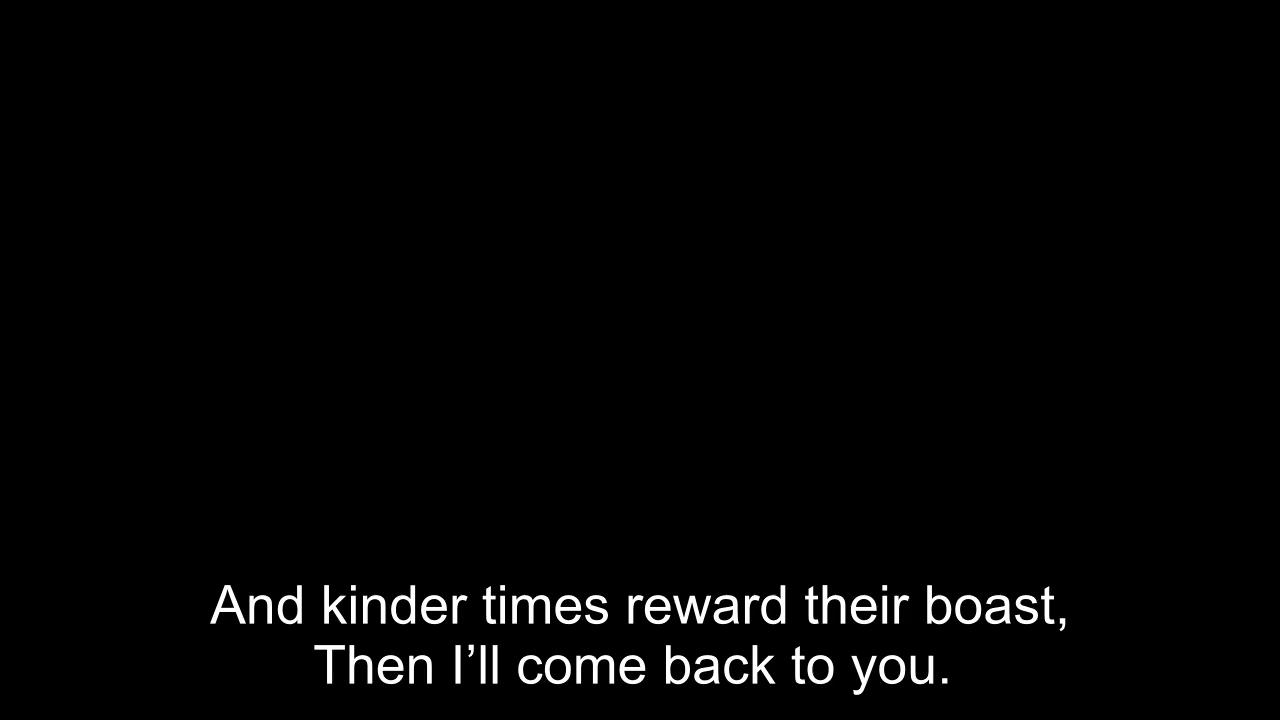 And kinder times reward their boast,
Then I’ll come back to you.